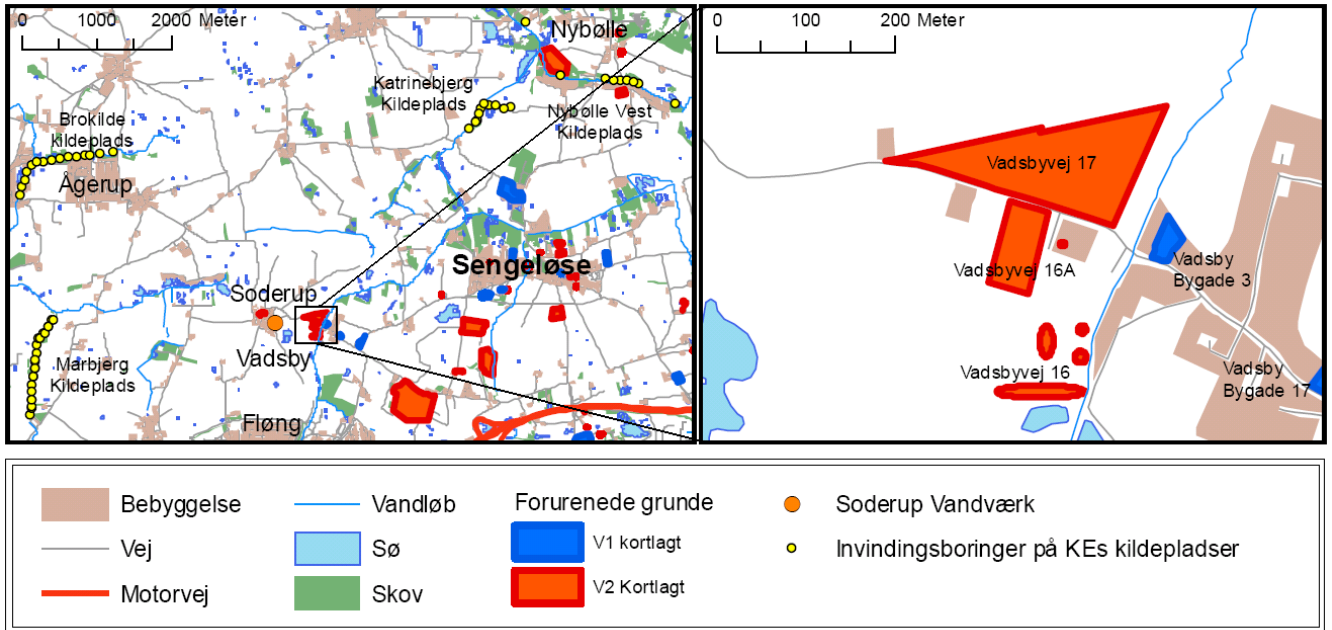 0 1000 2000 Meter
Nybølle
Katrinebjerg
Kildeplads
Brokilde
kildeplads
Nybølle Vest
Kildeplads
Ågerup
Sengeløse
Soderup
Vadsby
Marbjerg
Kildeplads
Fløng
0 100 200 Meter
Vadsbyvej 17
Vadsbyvej 16A
Vadsby
Bygade 3
Vadsbyvej 16
Vadsby
Bygade 17
Bebyggelse
Vej
Motorvej
Vandløb
Sø
Skov
Forurenede grunde
V1 kortlagt
V2 Kortlagt
Soderup Vandværk
Invindingsboringer på KEs kildepladser